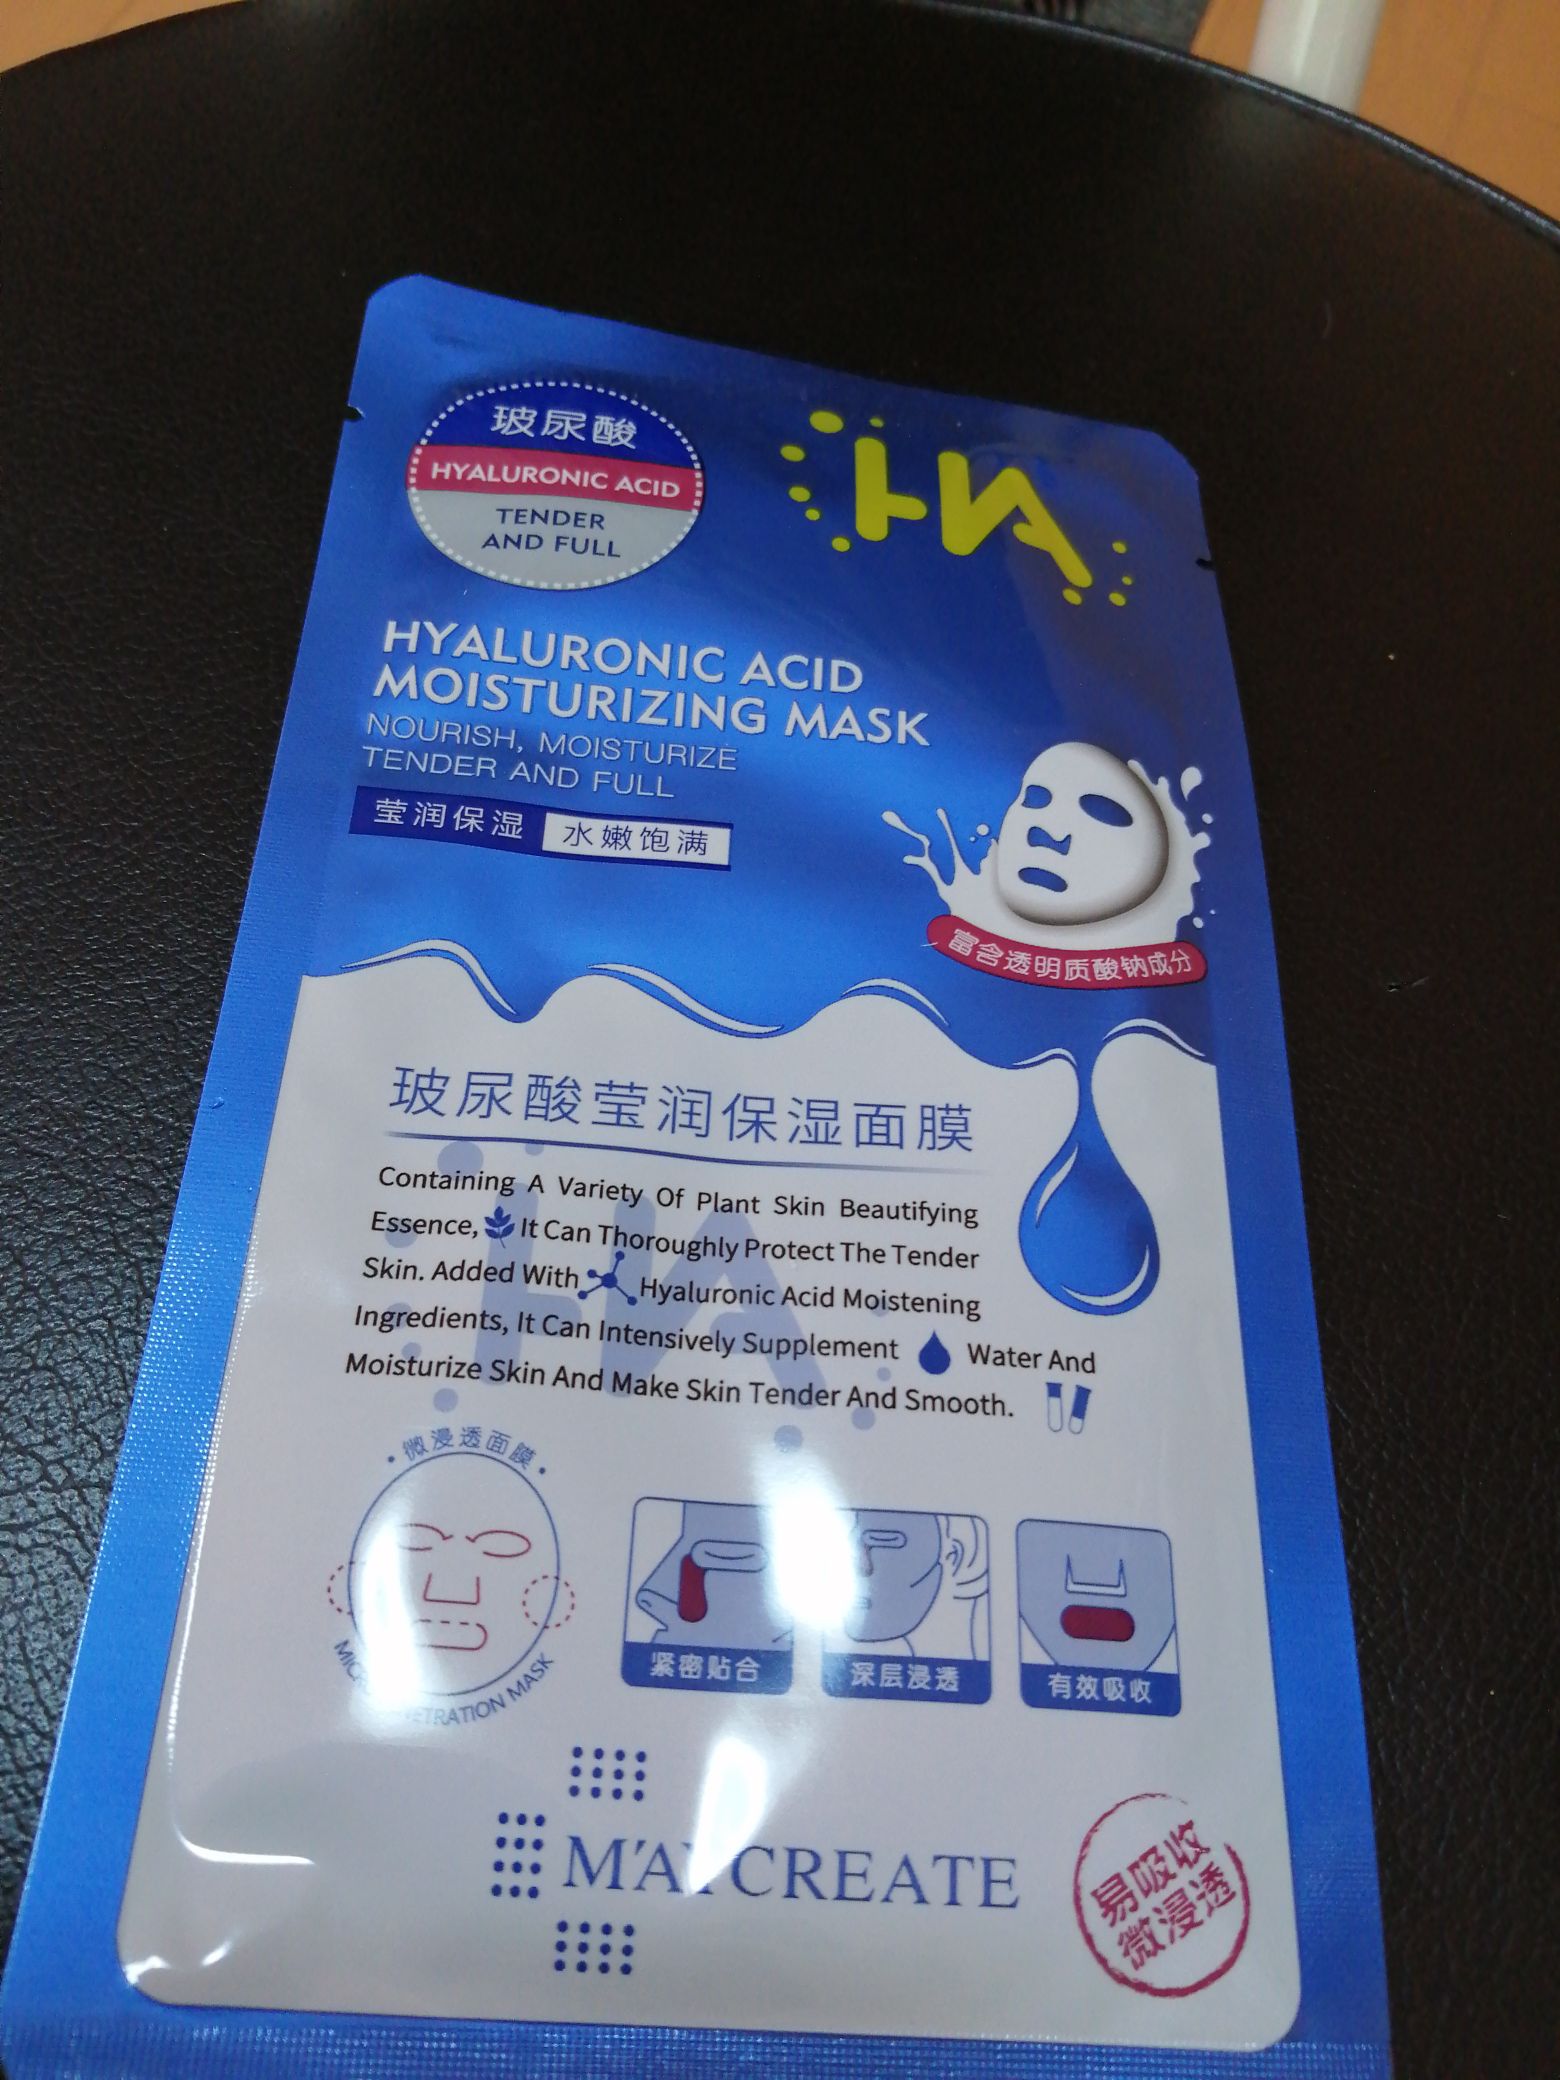 玻尿酸
HYALURONIC ACID
TENDER
AND FULL
HA
HYALURONIC ACID
MOISTURIZING MASK
NOURISH, MOISTURIZE
TENDER AND FULL
莹润保湿 水嫩饱满
富含透明质酸钠成分
玻尿酸莹润保湿面膜
Containing A Variety Of Plant Skin Beautifying
Essence, It Can Thoroughly Protect The Tender
Skin. Added With Hyaluronic Acid Moistening
Ingredients, It Can Intensively Supplement Water And
Moisturize Skin And Make Skin Tender And Smooth.
·微浸透面膜·
MASK
紧密贴合 深层浸透 有效吸收
M'AYCREATE
易吸收
微浸透